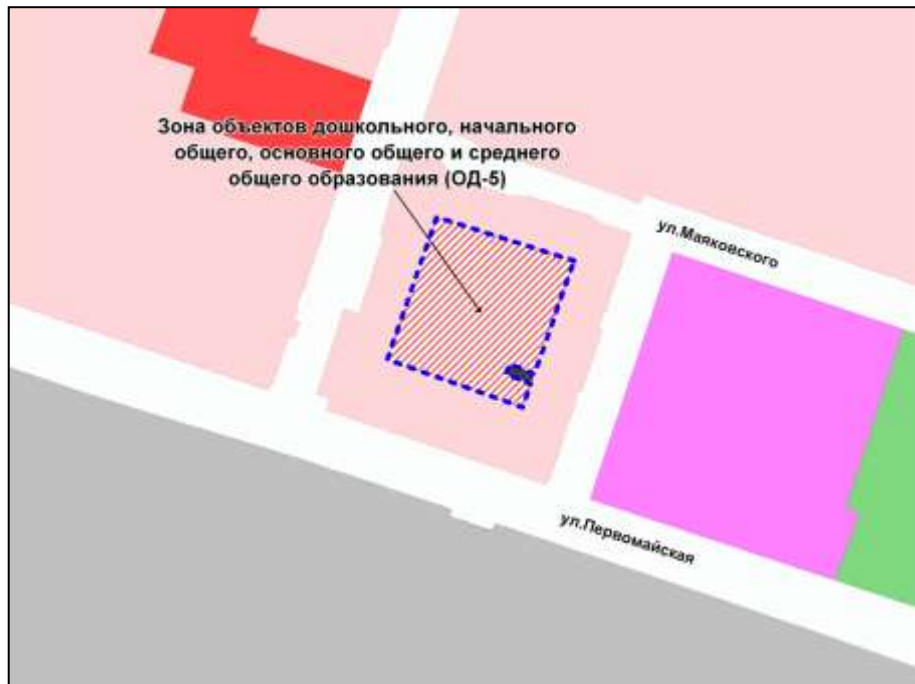 Зона объектов дошкольного, начального
общего, основного общего и среднего
общего образования (ОД-5)
ул.Маяковского
ул.Первомайская